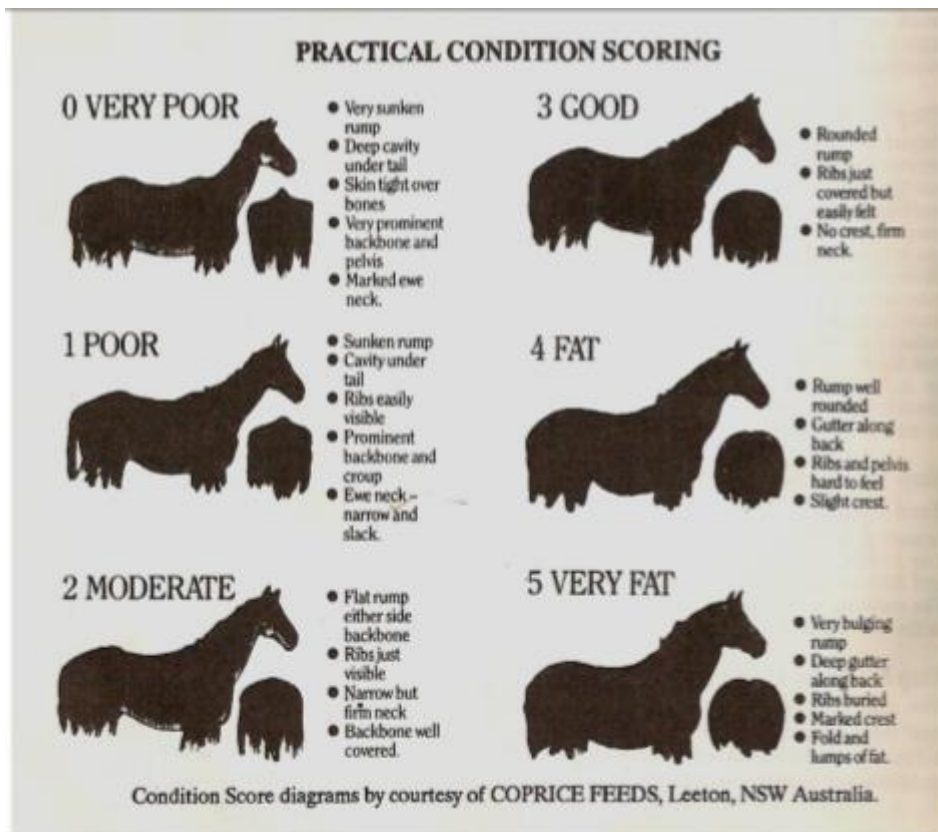 PRACTICAL CONDITION SCORING
0 VERY POOR
● Very sunken
rump
● Deep cavity
under tail
● Skin tight over
bones
● Very prominent
backbone and
pelvis
● Marked ewe
neck.
1 POOR
● Sunken rump
● Cavity under
tail
● Ribs easily
visible
● Prominent
backbone and
croup
● Ewe neck –
narrow and
slack.
2 MODERATE
● Flat rump
either side
backbone
● Ribs just
visible
● Narrow but
firm neck
● Backbone well
covered.
3 GOOD
● Rounded
rump
● Ribs just
covered but
easily felt
● No crest, firm
neck.
4 FAT
● Rump well
rounded
● Gutter along
back
● Ribs and pelvis
hard to feel
● Slight crest.
5 VERY FAT
● Very bulging
rump
● Deep gutter
along back
● Ribs buried
● Marked crest
● Fold and
lumps of fat.
Condition Score diagrams by courtesy of COPRICE FEEDS, Leeton, NSW Australia.